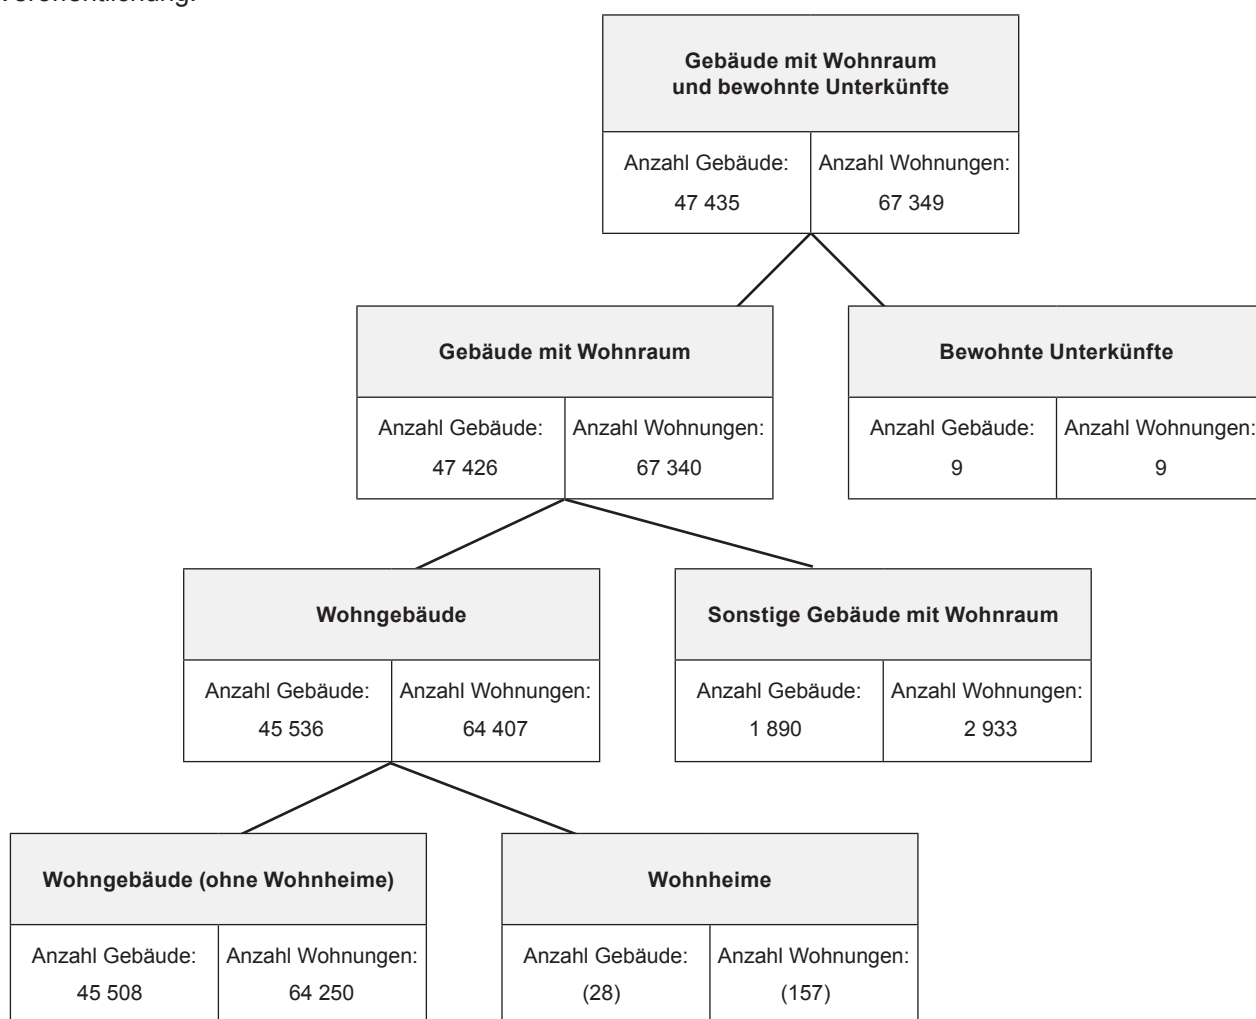 Veröffentlichung.
Gebäude mit Wohnraum
und bewohnte Unterkünfte
Anzahl Gebäude: Anzahl Wohnungen:
47 435 67 349
Gebäude mit Wohnraum Bewohnte Unterkünfte
Anzahl Gebäude: Anzahl Wohnungen: Anzahl Gebäude: Anzahl Wohnungen:
47 426 67 340 9 9
Wohngebäude Sonstige Gebäude mit Wohnraum
Anzahl Gebäude: Anzahl Wohnungen: Anzahl Gebäude: Anzahl Wohnungen:
45 536 64 407 1 890 2 933
Wohngebäude (ohne Wohnheime) Wohnheime
Anzahl Gebäude: Anzahl Wohnungen: Anzahl Gebäude: Anzahl Wohnungen:
45 508 64 250 (28) (157)